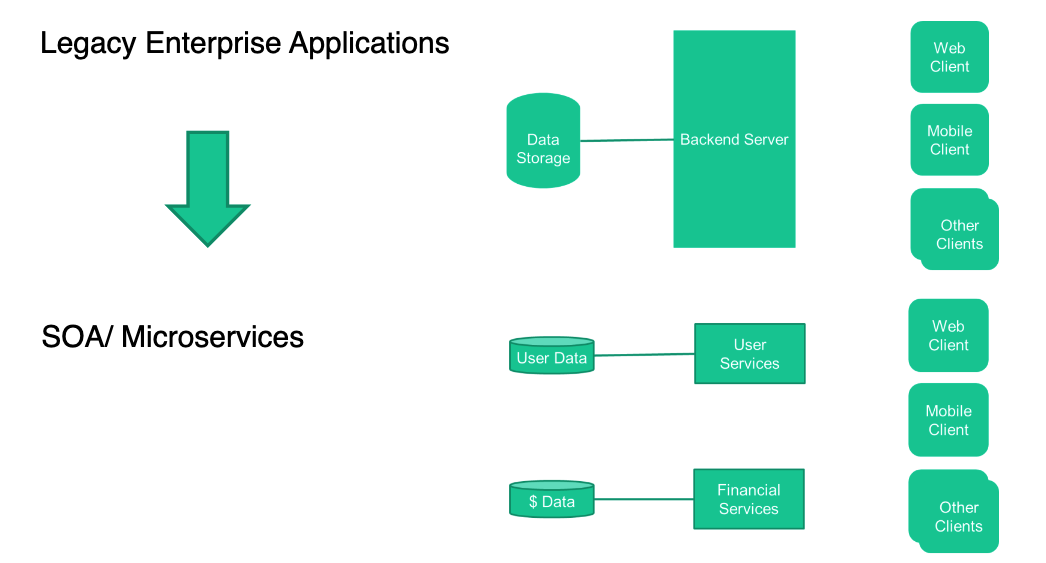 Legacy Enterprise Applications
Data
Storage
Backend Server
Web
Client
Mobile
Client
Other
Clients
SOA/ Microservices
User Data
User
Services
Web
Client
Mobile
Client
$ Data
Financial
Services
Other
Clients